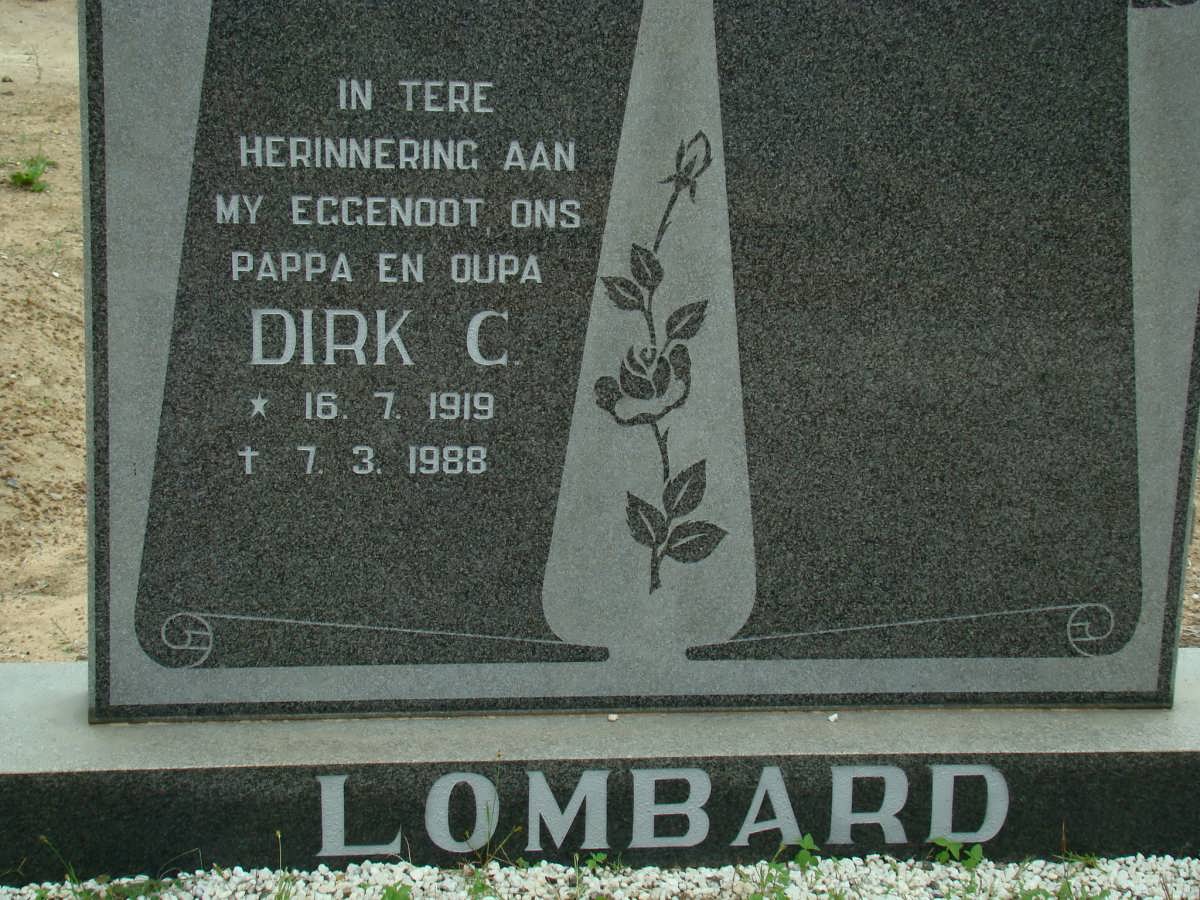 IN TERE
HERINNERING AAN
MY EGGENOOT, ONS
PAPPA EN OUPA
DIRK C.
★ 16. 7. 1919
✝ 7. 3. 1988
LOMBARD